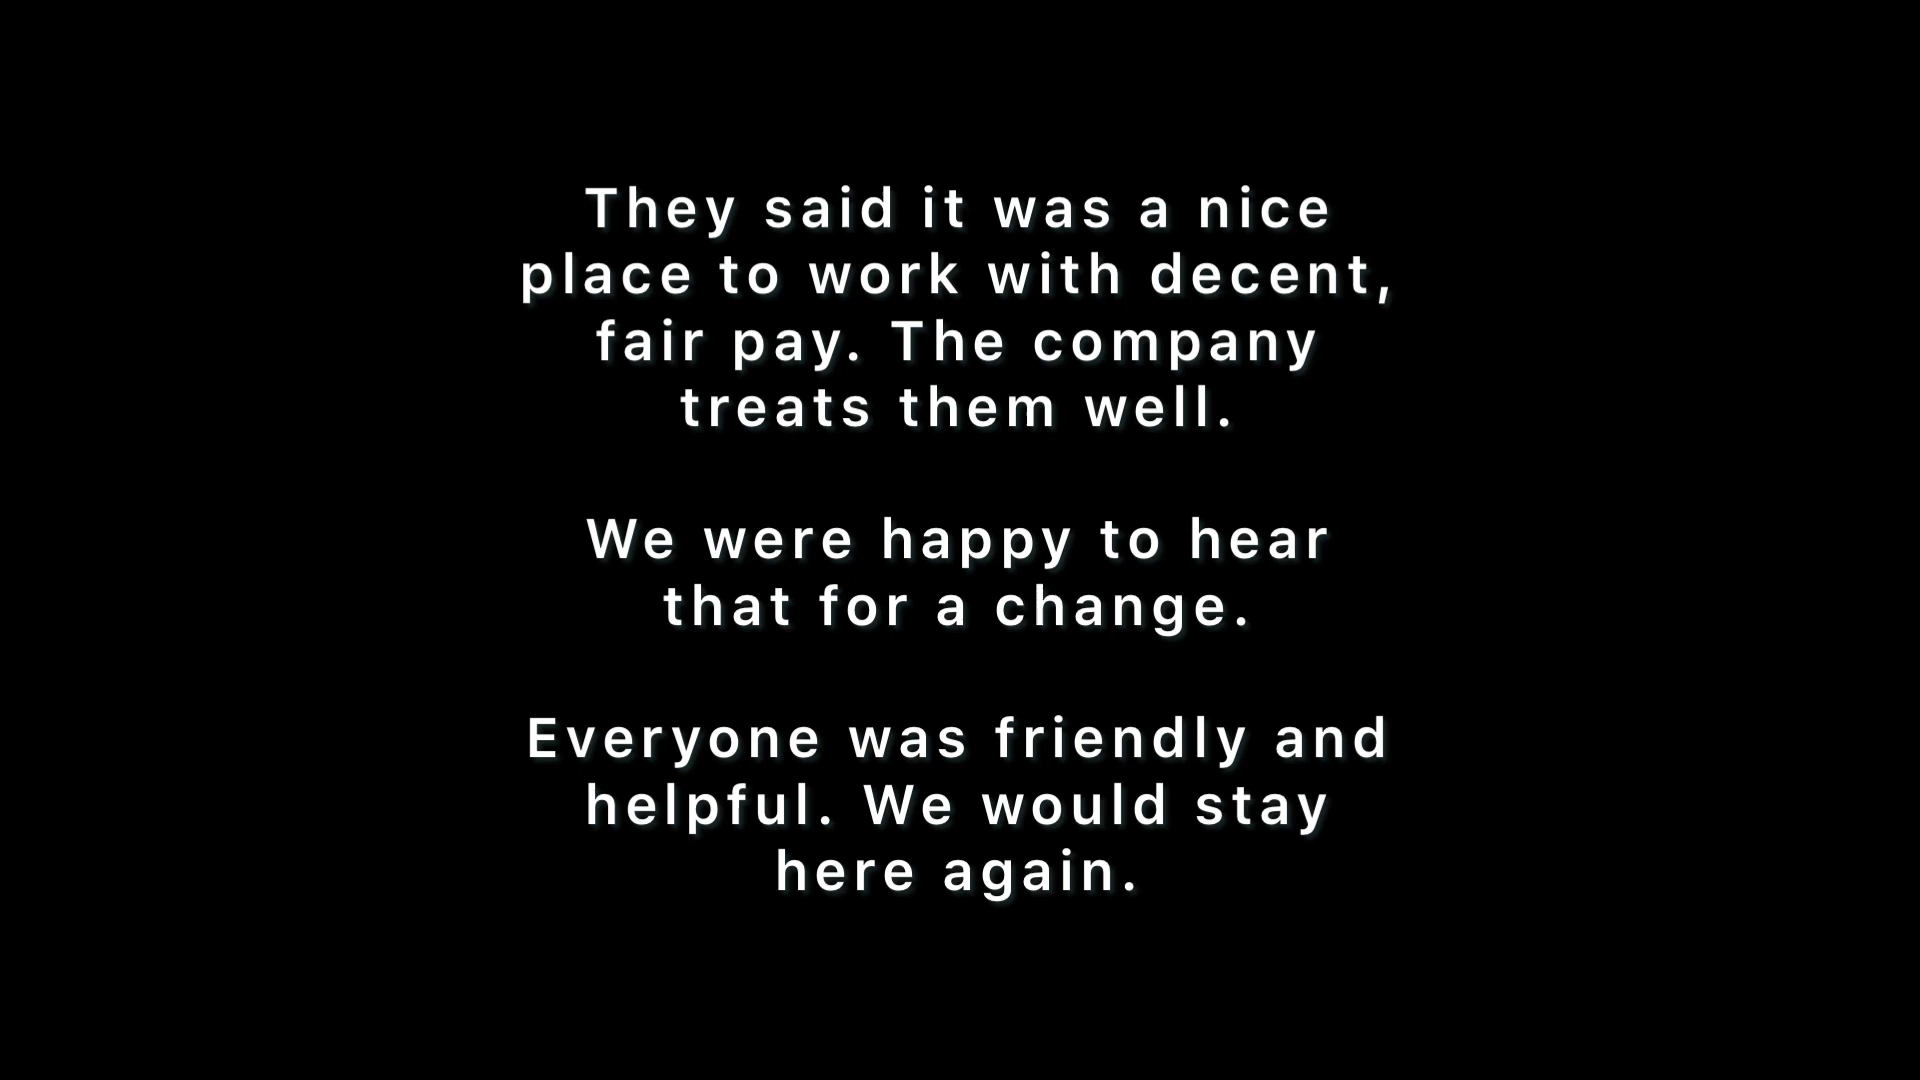 They said it was a nice
place to work with decent,
fair pay. The company
treats them well.
We were happy to hear
that for a change.
Everyone was friendly and
helpful. We would stay
here again.